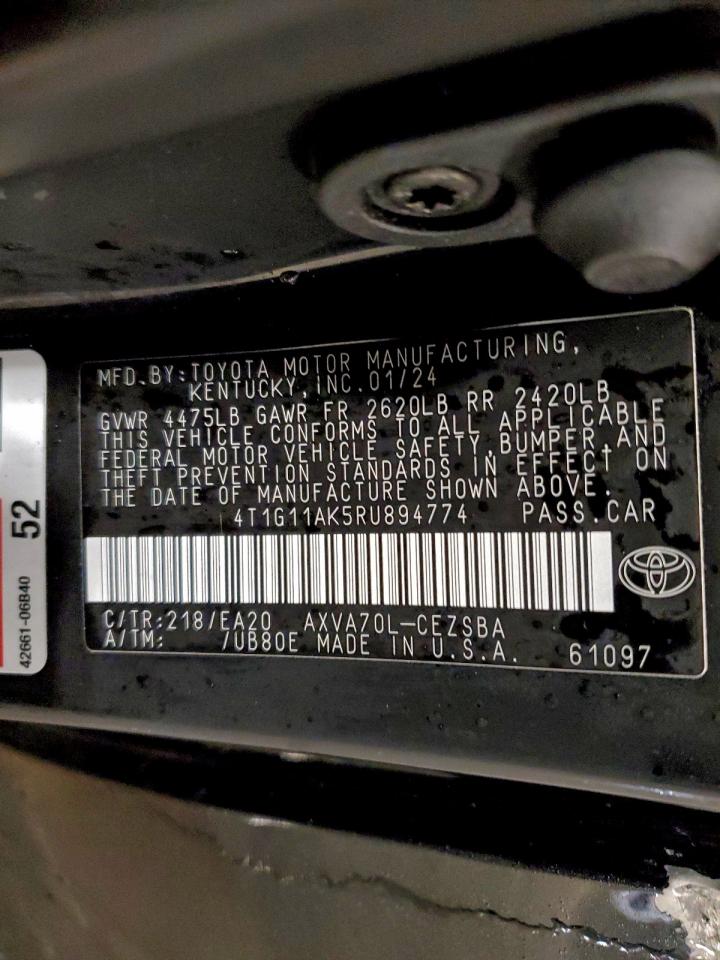 MFD.BY:TOYOTA MOTOR MANUFACTURING,
KENTUCKY,INC.01/24
GVWR 4475LB GAWR FR 2620LB RR 2420LB
THIS VEHICLE CONFORMS TO ALL APPLICABLE
FEDERAL MOTOR VEHICLE SAFETY,BUMPER,AND
THEFT PREVENTION STANDARDS IN EFFECT ON
THE DATE OF MANUFACTURE SHOWN ABOVE.
4T1G11AK5RU894774 PASS.CAR
C/TR:218/EA20 AXVA70L-CEZSBA
A/TM: /UB80E MADE IN U.S.A. 61097
52
42661-06B40